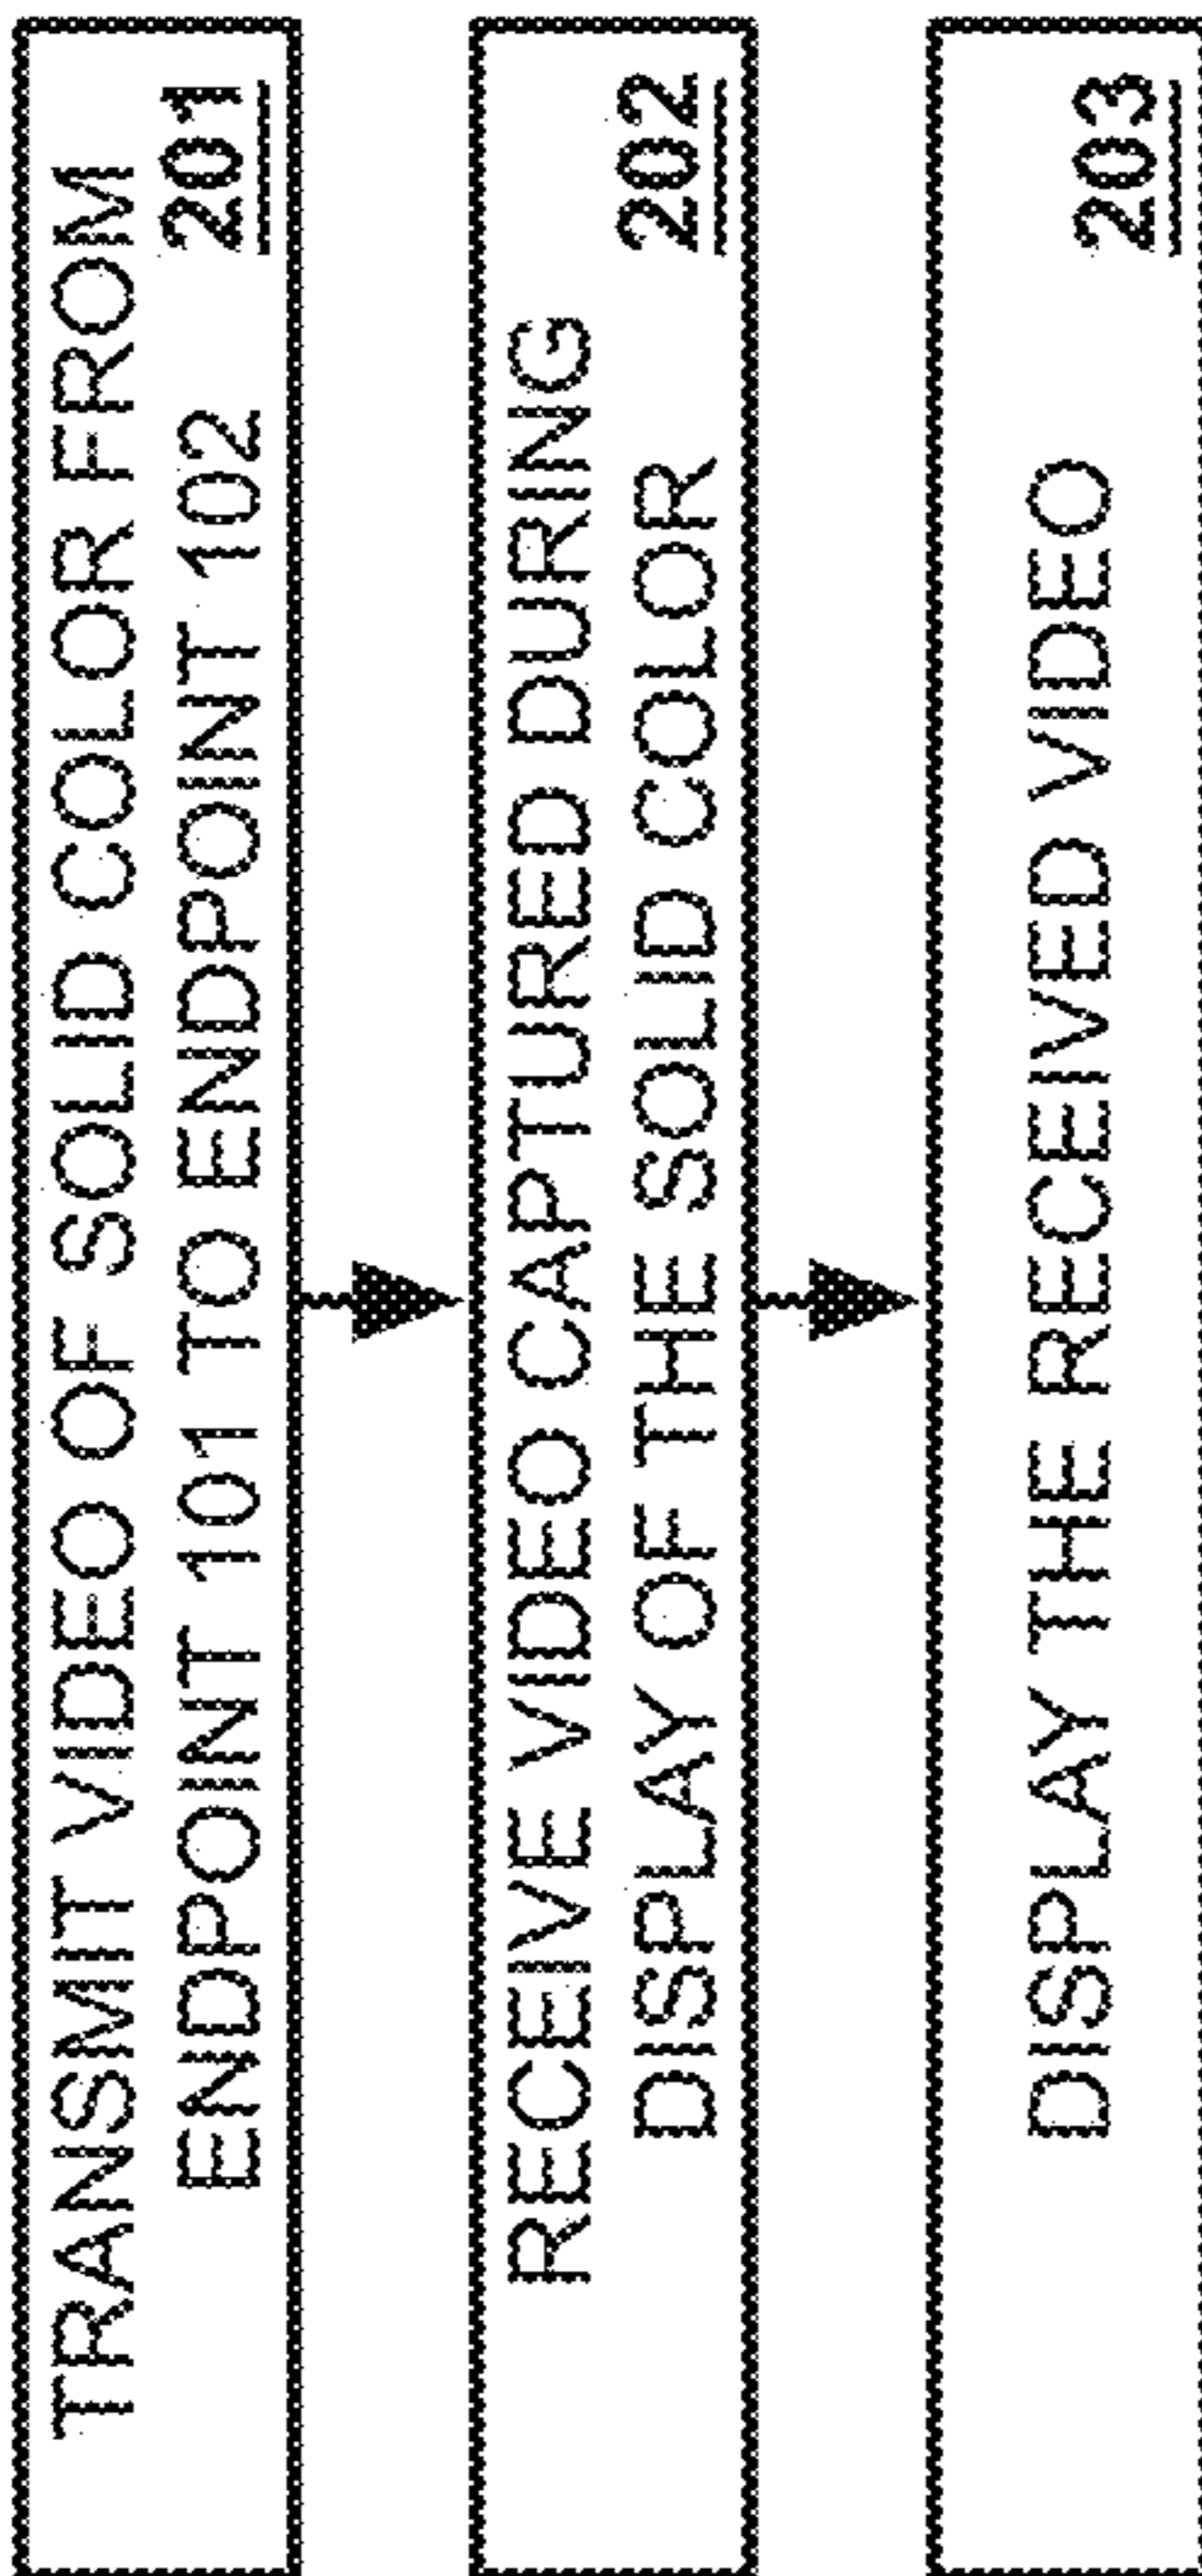 TRANSMIT VIDEO OF SOLID COLOR FROM
ENDPOINT 101 TO ENDPOINT 102 201
RECEIVE VIDEO CAPTURED DURING
DISPLAY OF THE SOLID COLOR 202
DISPLAY THE RECEIVED VIDEO
203